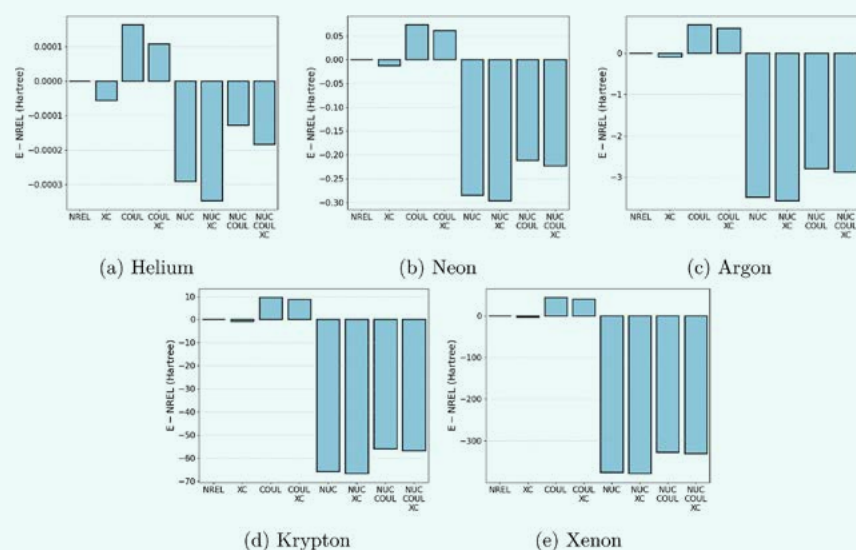 E − NREL (Hartree)
0.0001
0.0000
−0.0001
−0.0002
−0.0003
NREL XC COUL COUL XC NUC NUC XC NUC COUL NUC COUL XC
(a) Helium
E − NREL (Hartree)
0.05
0.00
−0.05
−0.10
−0.15
−0.20
−0.25
−0.30
NREL XC COUL COUL XC NUC NUC XC NUC COUL NUC COUL XC
(b) Neon
E − NREL (Hartree)
0
−1
−2
−3
NREL XC COUL COUL XC NUC NUC XC NUC COUL NUC COUL XC
(c) Argon
E − NREL (Hartree)
10
0
−10
−20
−30
−40
−50
−60
−70
NREL XC COUL COUL XC NUC NUC XC NUC COUL NUC COUL XC
(d) Krypton
E − NREL (Hartree)
0
−100
−200
−300
NREL XC COUL COUL XC NUC NUC XC NUC COUL NUC COUL XC
(e) Xenon